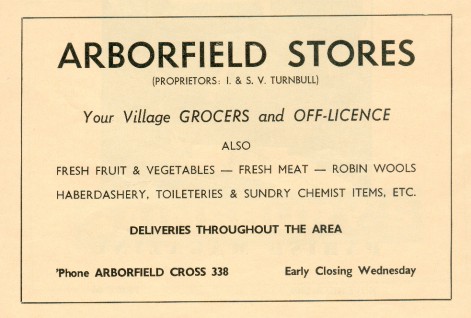 ARBORFIELD STORES
(PROPRIETORS: I. & S. V. TURNBULL)
Your Village GROCERS and OFF-LICENCE
ALSO
FRESH FRUIT & VEGETABLES — FRESH MEAT — ROBIN WOOLS
HABERDASHERY, TOILETERIES & SUNDRY CHEMIST ITEMS, ETC.
DELIVERIES THROUGHOUT THE AREA
'Phone ARBORFIELD CROSS 338 Early Closing Wednesday